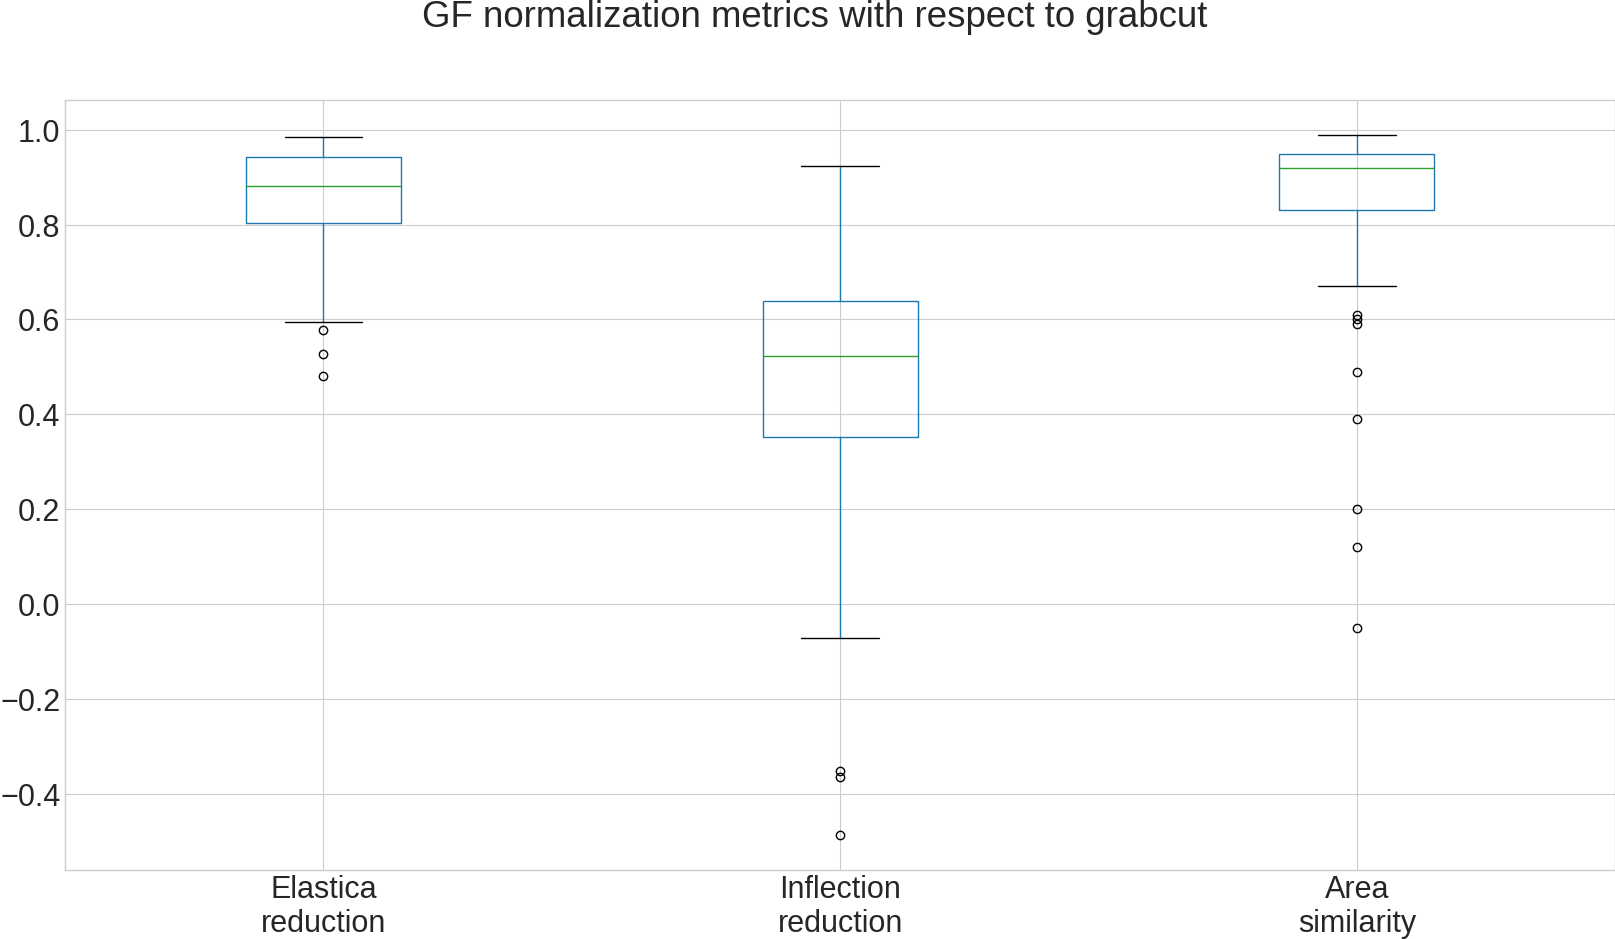 GF normalization metrics with respect to grabcut
1.0
0.8
0.6
0.4
0.2
0.0
−0.2
−0.4
Elastica
reduction
Inflection
reduction
Area
similarity